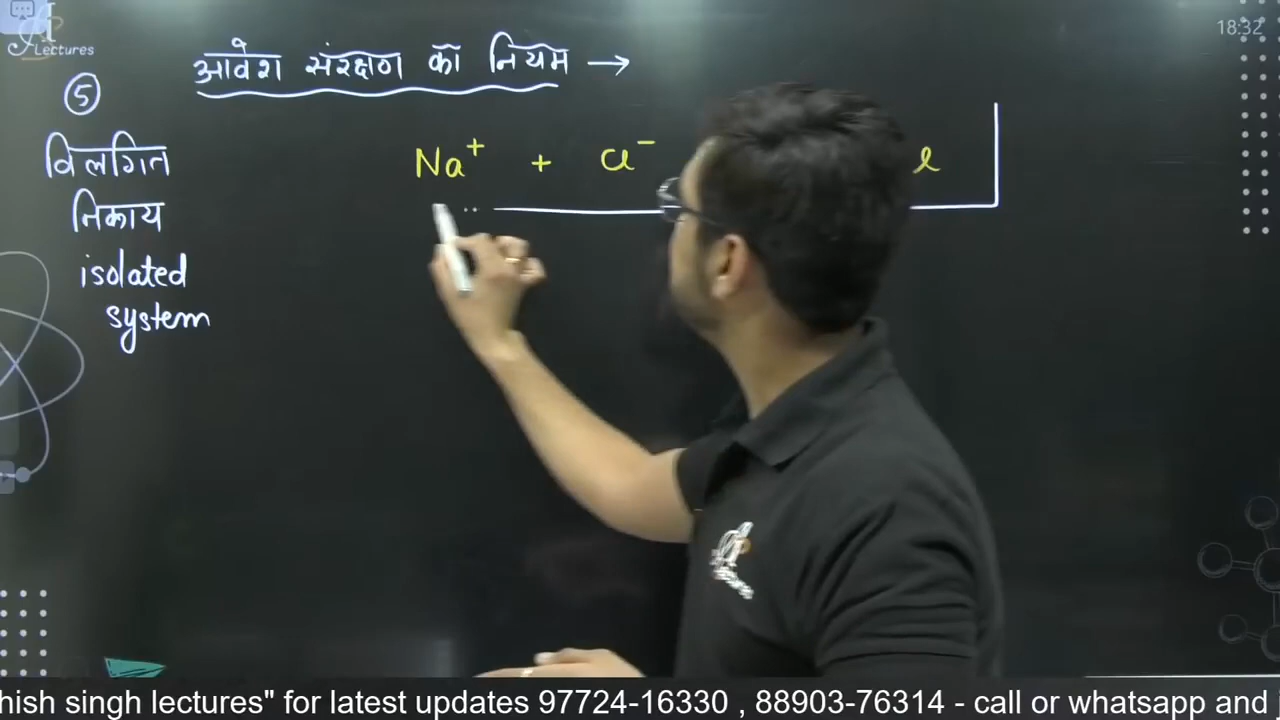 Lectures
18:32
आवेश संरक्षण का नियम →
⑤
विलगित
निकाय
isolated
system
Na⁺ + Cl⁻ l
hish singh lectures" for latest updates 97724-16330 , 88903-76314 - call or whatsapp and